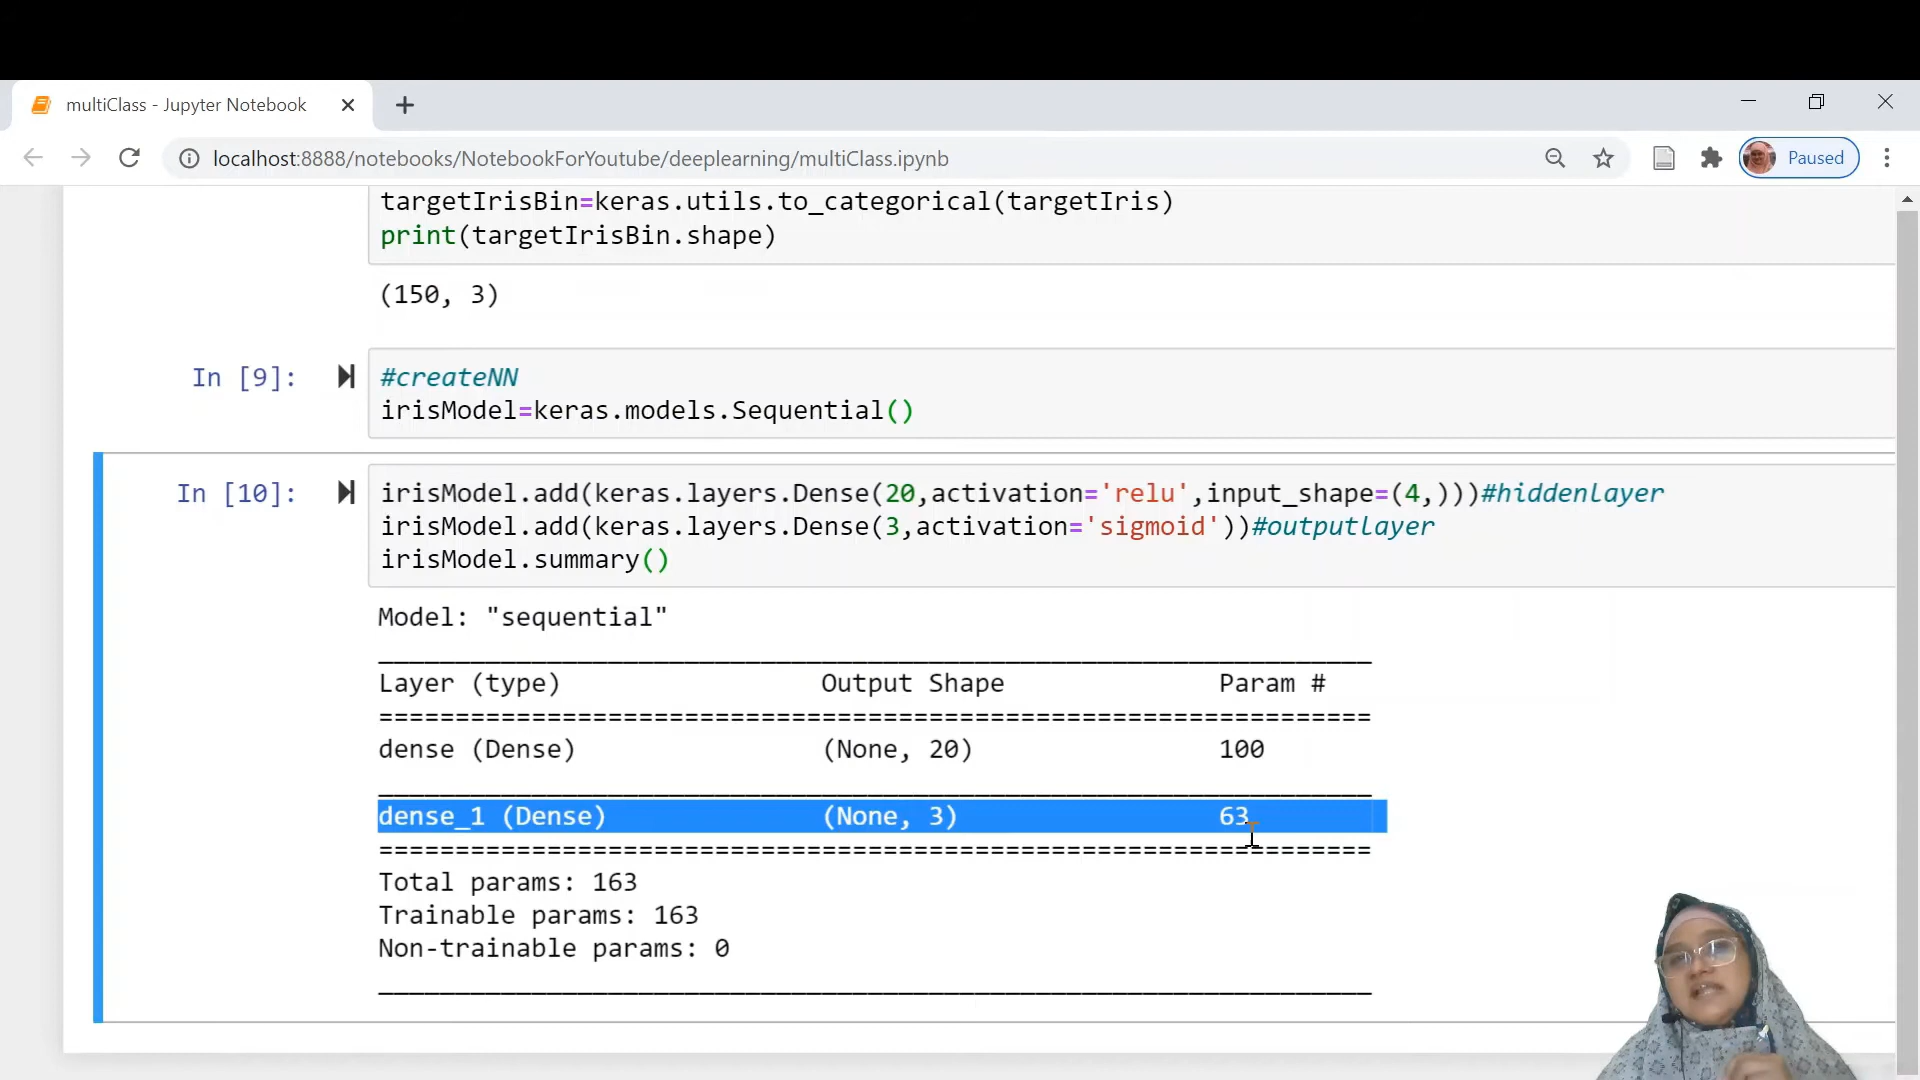 multiClass - Jupyter Notebook
localhost:8888/notebooks/NotebookForYoutube/deeplearning/multiClass.ipynb
Paused
targetIrisBin=keras.utils.to_categorical(targetIris)
print(targetIrisBin.shape)
(150, 3)
In [9]:
#createNN
irisModel=keras.models.Sequential()
In [10]:
irisModel.add(keras.layers.Dense(20,activation='relu',input_shape=(4,)))#hiddenlayer
irisModel.add(keras.layers.Dense(3,activation='sigmoid'))#outputlayer
irisModel.summary()
Model: "sequential"
Layer (type) Output Shape Param #
=================================================================
dense (Dense) (None, 20) 100
dense_1 (Dense) (None, 3) 63
=================================================================
Total params: 163
Trainable params: 163
Non-trainable params: 0